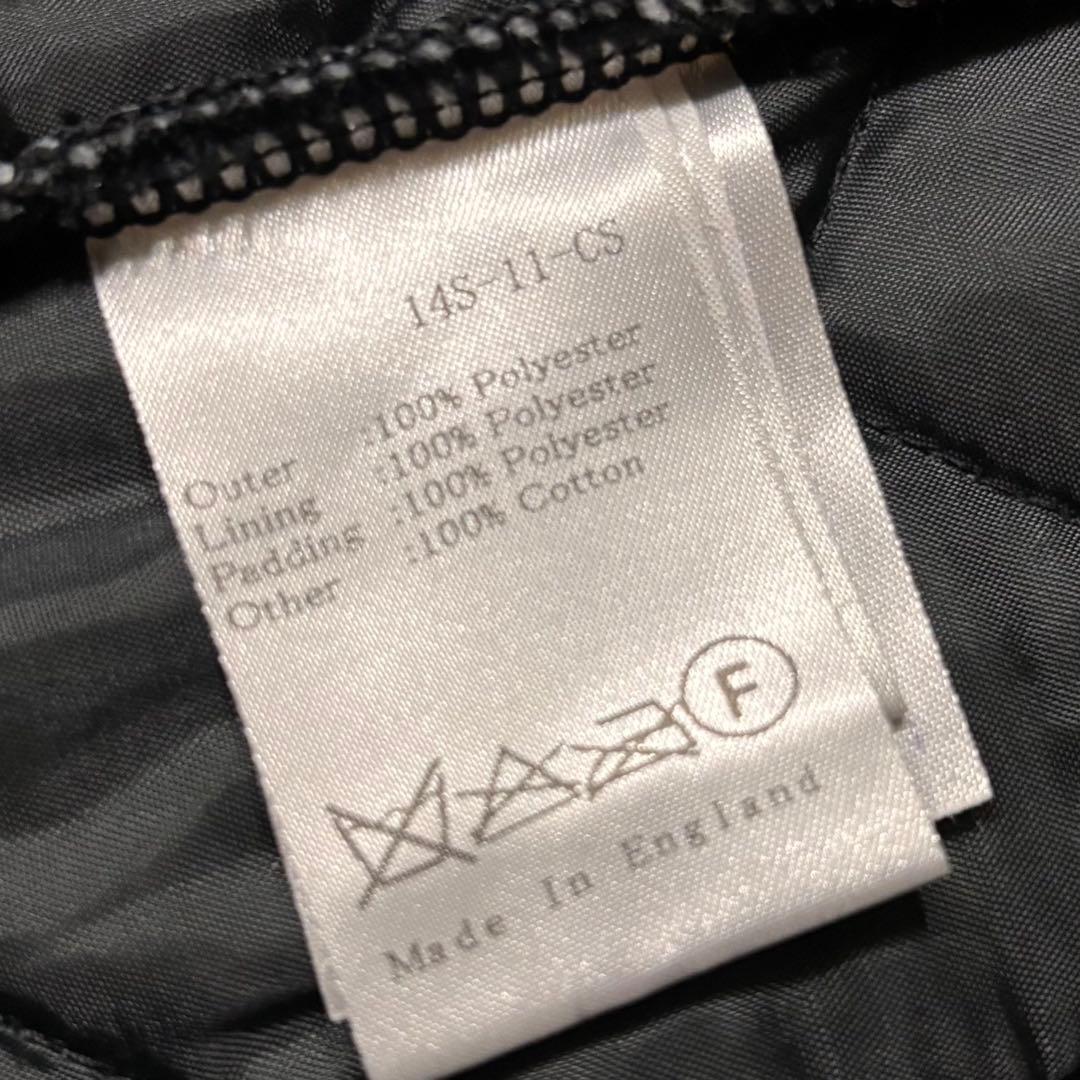 14S-11-CS
Outer :100% Polyester
Lining :100% Polyester
Padding :100% Polyester
Other :100% Cotton
F
Made In England